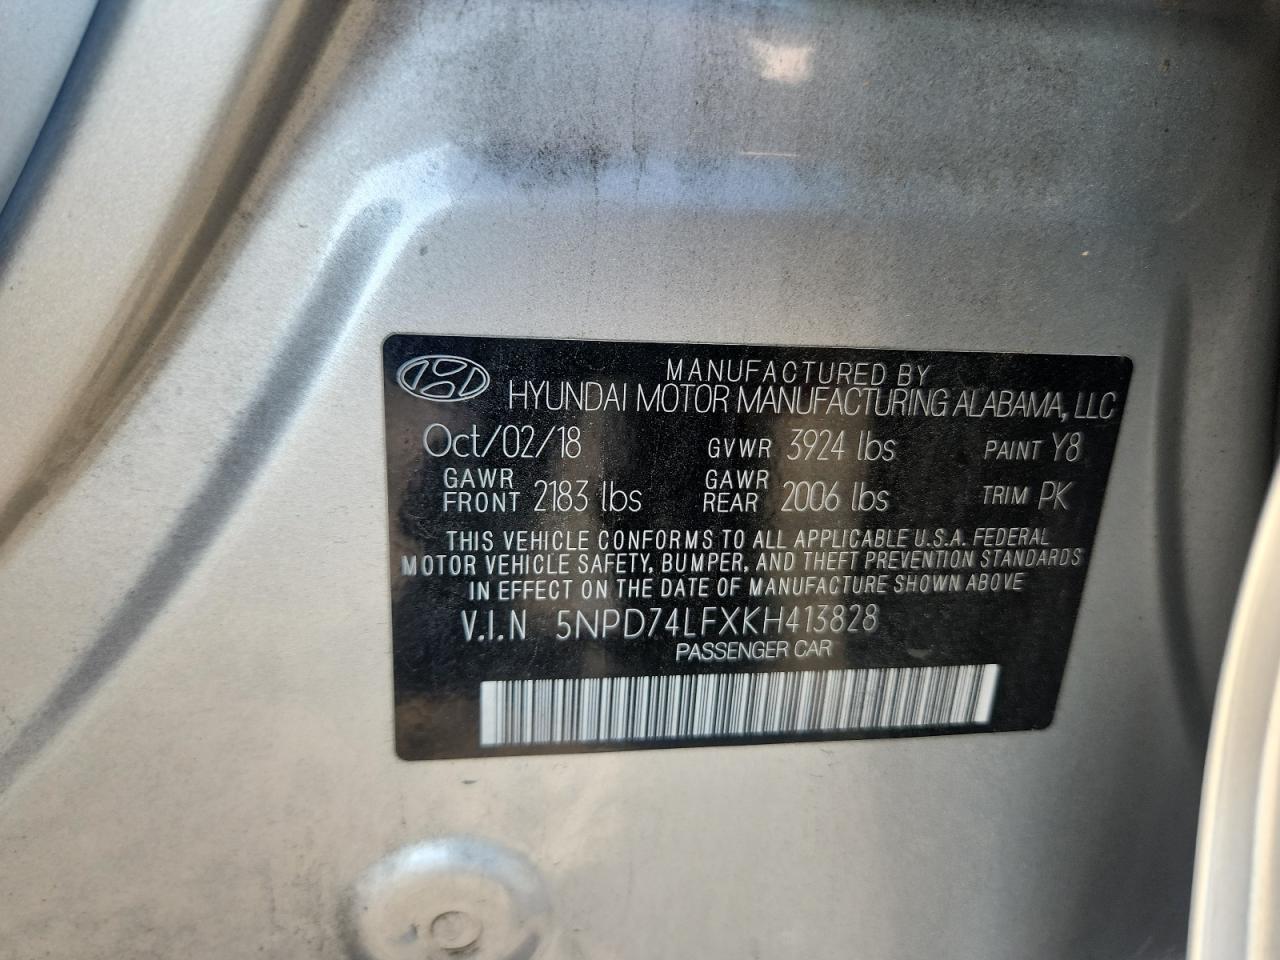 MANUFACTURED BY
HYUNDAI MOTOR MANUFACTURING ALABAMA, LLC
Oct/02/18 GVWR 3924 lbs PAINT Y8
GAWR FRONT 2183 lbs GAWR REAR 2006 lbs TRIM PK
THIS VEHICLE CONFORMS TO ALL APPLICABLE U.S.A. FEDERAL
MOTOR VEHICLE SAFETY, BUMPER, AND THEFT PREVENTION STANDARDS
IN EFFECT ON THE DATE OF MANUFACTURE SHOWN ABOVE
V.I.N 5NPD74LFXKH413828
PASSENGER CAR